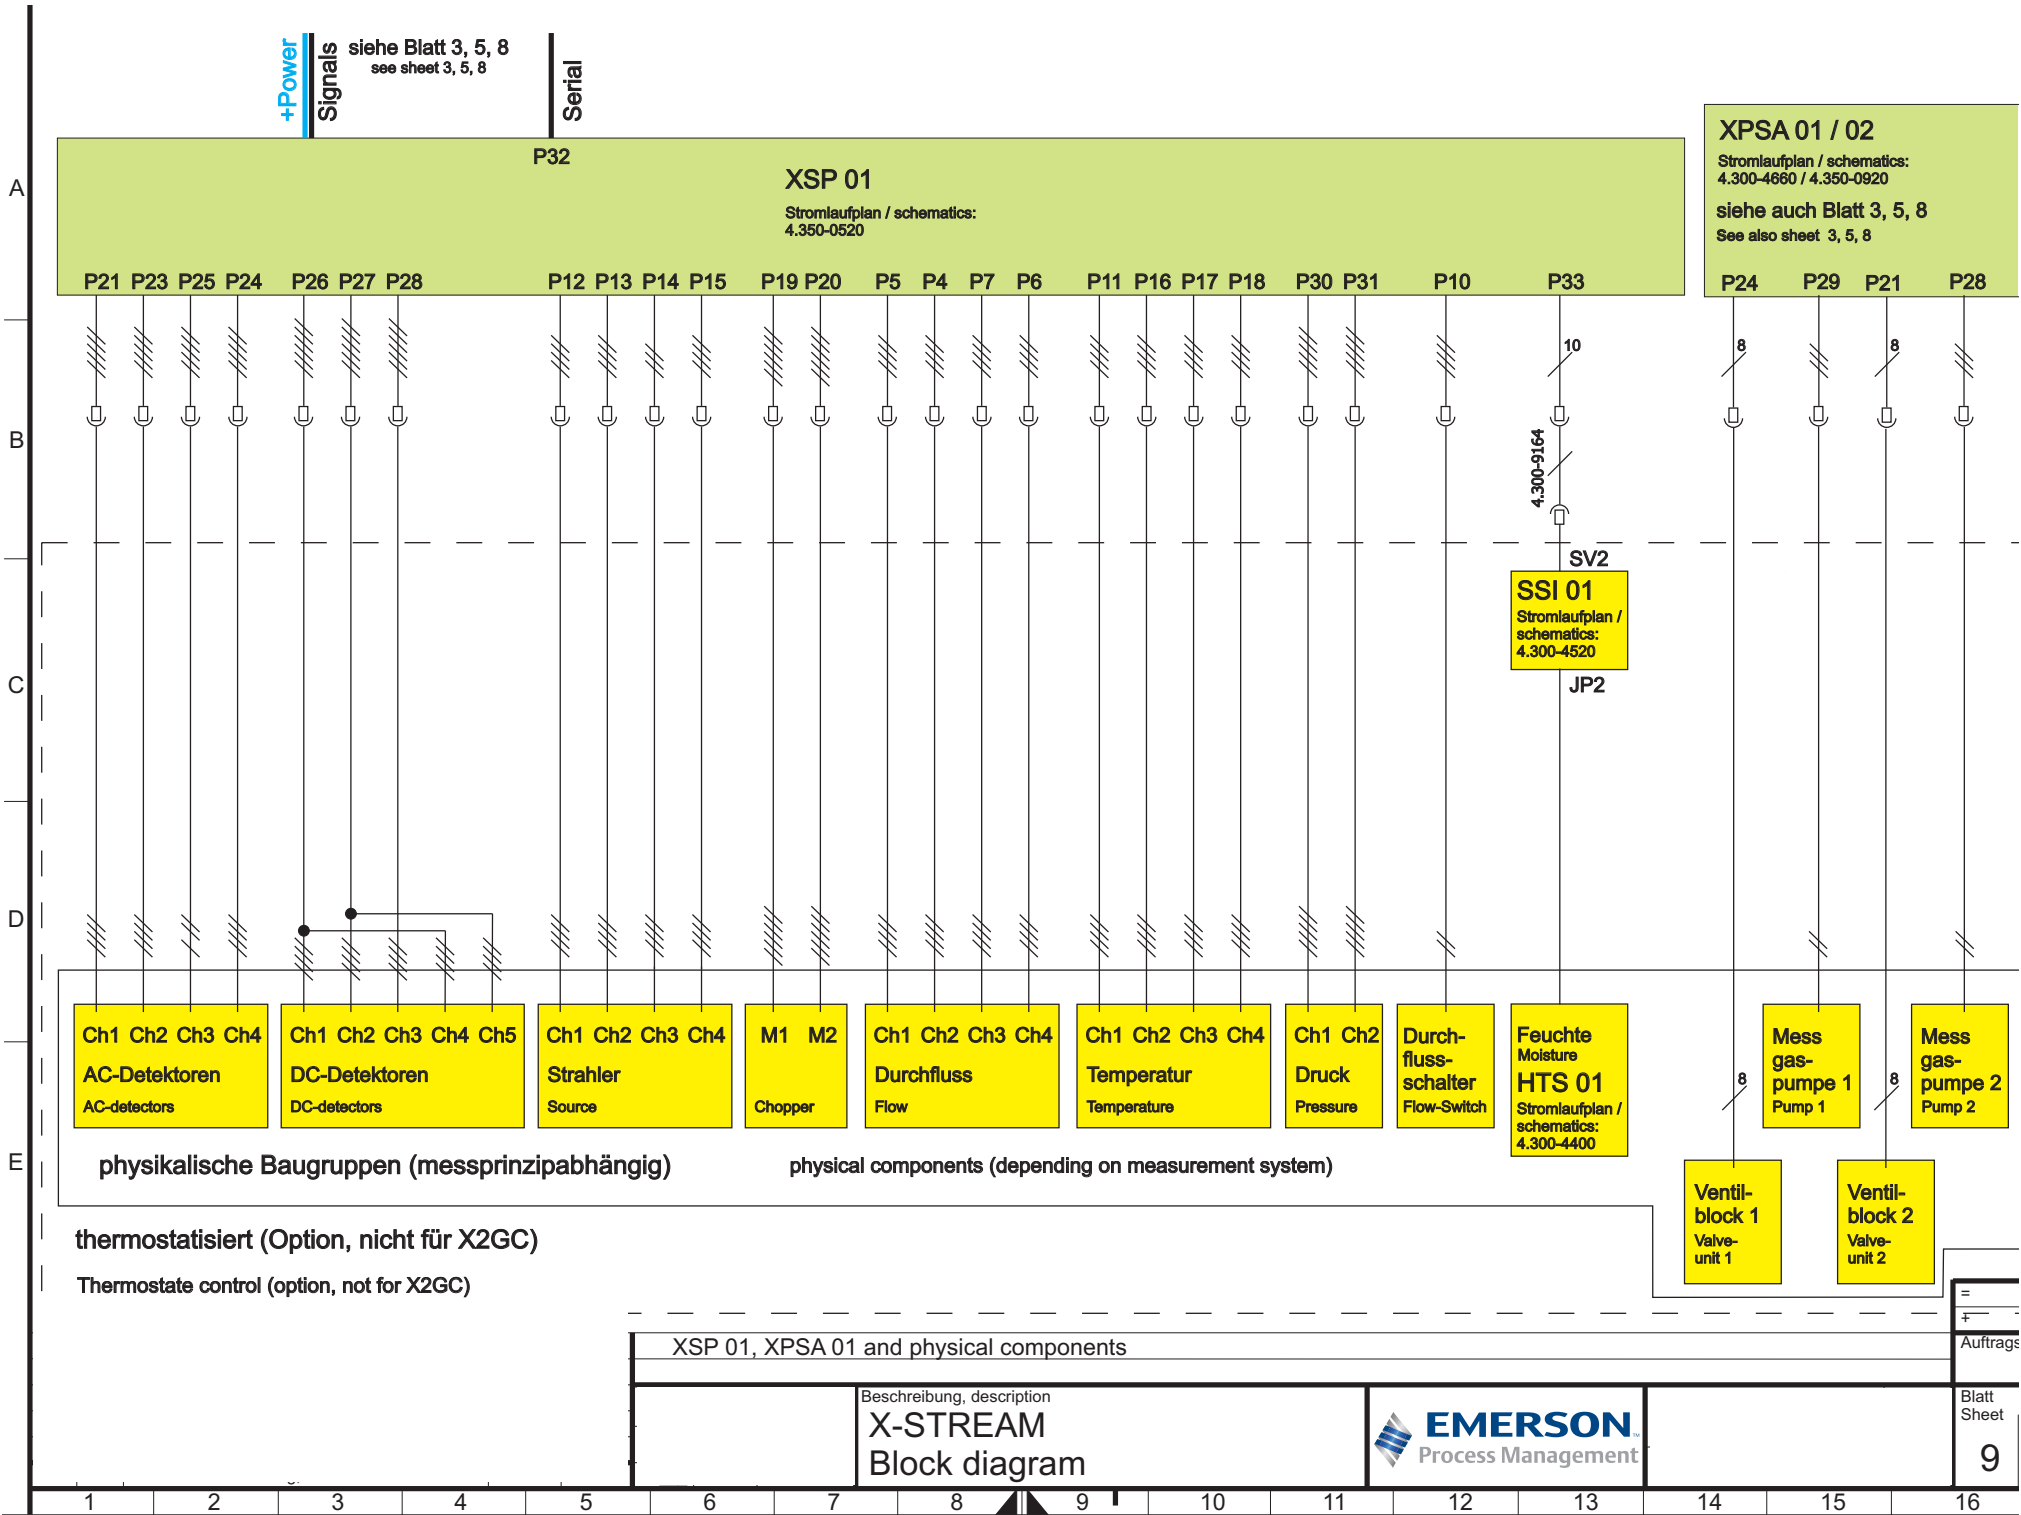 +Power
Signals
siehe Blatt 3, 5, 8
see sheet 3, 5, 8
Serial
P32
XSP 01
Stromlaufplan / schematics:
4.350-0520
P21 P23 P25 P24 P26 P27 P28 P12 P13 P14 P15 P19 P20 P5 P4 P7 P6 P11 P16 P17 P18 P30 P31 P10 P33
XPSA 01 / 02
Stromlaufplan / schematics:
4.300-4660 / 4.350-0920
siehe auch Blatt 3, 5, 8
See also sheet 3, 5, 8
P24 P29 P21 P28
A
B
C
D
E
10
8
8
4.300-9164
SV2
SSI 01
Stromlaufplan /
schematics:
4.300-4520
JP2
Ch1 Ch2 Ch3 Ch4
AC-Detektoren
AC-detectors
Ch1 Ch2 Ch3 Ch4 Ch5
DC-Detektoren
DC-detectors
Ch1 Ch2 Ch3 Ch4
Strahler
Source
M1 M2
Chopper
Ch1 Ch2 Ch3 Ch4
Durchfluss
Flow
Ch1 Ch2 Ch3 Ch4
Temperatur
Temperature
Ch1 Ch2
Druck
Pressure
Durch-
fluss-
schalter
Flow-Switch
Feuchte
Moisture
HTS 01
Stromlaufplan /
schematics:
4.300-4400
8
Mess
gas-
pumpe 1
Pump 1
8
Mess
gas-
pumpe 2
Pump 2
Ventil-
block 1
Valve-
unit 1
Ventil-
block 2
Valve-
unit 2
physikalische Baugruppen (messprinzipabhängig)
physical components (depending on measurement system)
thermostatisiert (Option, nicht für X2GC)
Thermostate control (option, not for X2GC)
=
+
XSP 01, XPSA 01 and physical components
Auftrags
Beschreibung, description
X-STREAM
Block diagram
EMERSON™
Process Management
Blatt
Sheet
9
1 2 3 4 5 6 7 8 9 10 11 12 13 14 15 16